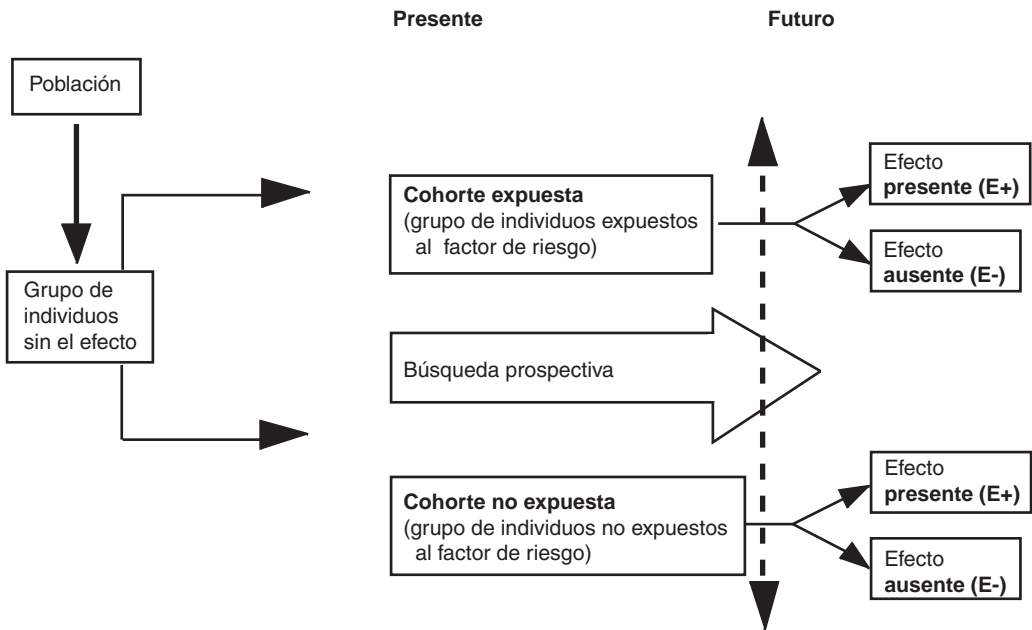 Presente
Futuro
Población
Grupo de
individuos
sin el efecto
Cohorte expuesta
(grupo de individuos expuestos
al factor de riesgo)
Efecto
presente (E+)
Efecto
ausente (E-)
Búsqueda prospectiva
Cohorte no expuesta
(grupo de individuos no expuestos
al factor de riesgo)
Efecto
presente (E+)
Efecto
ausente (E-)